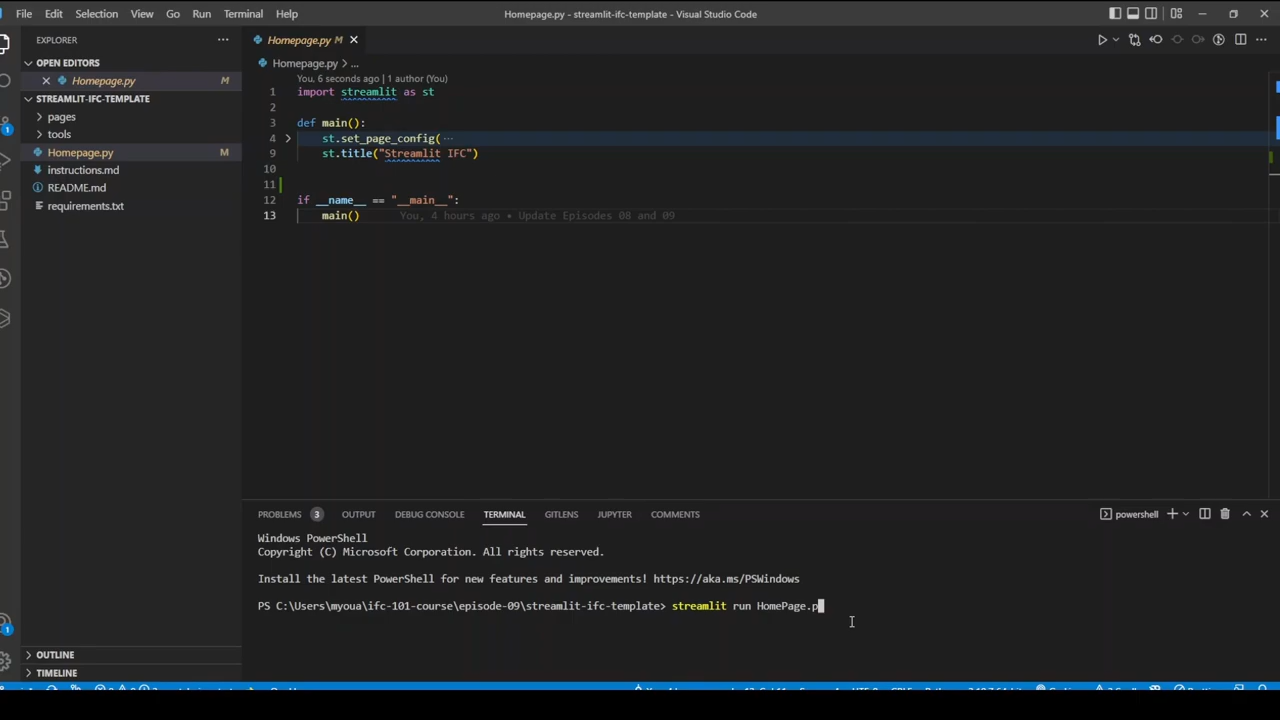 File Edit Selection View Go Run Terminal Help
Homepage.py - streamlit-ifc-template - Visual Studio Code
EXPLORER
OPEN EDITORS
Homepage.py M
STREAMLIT-IFC-TEMPLATE
pages
tools
Homepage.py M
instructions.md
README.md
requirements.txt
OUTLINE
TIMELINE
1
1
Homepage.py M
Homepage.py > ...
You, 6 seconds ago | 1 author (You)
1 import streamlit as st
2
3 def main():
4 st.set_page_config( ...
9 st.title("Streamlit IFC")
10
11
12 if __name__ == "__main__":
13 main() You, 4 hours ago • Update Episodes 08 and 09
PROBLEMS 3 OUTPUT DEBUG CONSOLE TERMINAL GITLENS JUPYTER COMMENTS
powershell
Windows PowerShell
Copyright (C) Microsoft Corporation. All rights reserved.
Install the latest PowerShell for new features and improvements! https://aka.ms/PSWindows
PS C:\Users\myoua\ifc-101-course\episode-09\streamlit-ifc-template> streamlit run HomePage.p